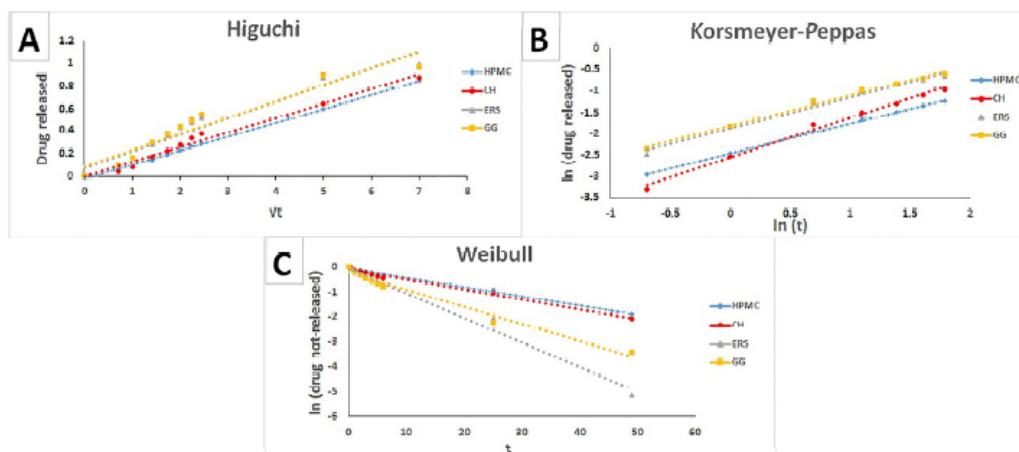 A
Higuchi
Drug released
1.2
1
0.8
0.6
0.4
0.2
0
0 1 2 3 4 5 6 7 8
√t
HPMC
CH
ERS
GG
B
Korsmeyer-Peppas
ln (drug released)
0
-0.5
-1
-1.5
-2
-2.5
-3
-3.5
-1 -0.5 0 0.5 1 1.5 2
ln (t)
HPMC
CH
ERS
GG
C
Weibull
ln (drug not-released)
0
-1
-2
-3
-4
-5
-6
0 10 20 30 40 50 60
t
HPMC
CH
ERS
GG